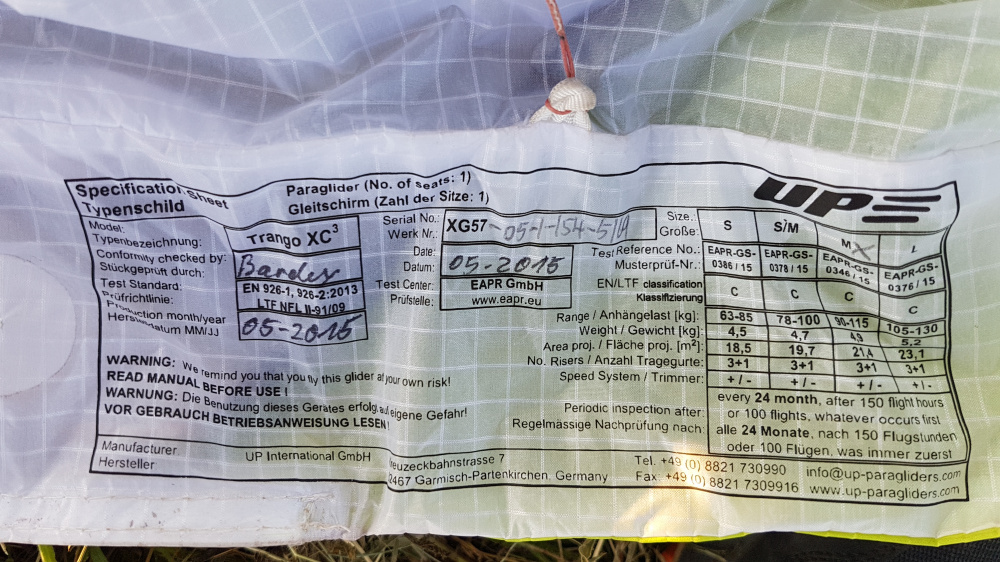 Specification Sheet Paraglider (No. of seats: 1)
Typenschild Gleitschirm (Zahl der Sitze: 1)
UP
Model:
Typenbezeichnung: Trango XC³
Conformity checked by:
Stückgeprüft durch:
Test Standard: EN 926-1, 926-2:2013
Prüfrichtlinie: LTF NFL II-91/09
Production month/year
MM/JJ 05-2015
Serial No.:
Werk Nr.: XG57-05-1-154-5/19
Date:
Datum: 05-2015
Test Center: EAPR GmbH
Prüfstelle: www.eapr.eu
Size.: S S/M M X L
Größe:
Test Reference No.: EAPR-GS- EAPR-GS- EAPR-GS- EAPR-GS-
Musterprüf-Nr.: 0386 / 15 0378 / 15 0346 / 15 0376 / 15
EN/LTF classification C C C C
Klassifizierung
Range / Anhängelast [kg]: 63-85 78-100 90-115 105-130
Weight / Gewicht [kg]: 4,5 4,7 4,9 5,2
Area proj. / Fläche proj. [m²]: 18,5 19,7 21,4 23,1
No. Risers / Anzahl Tragegurte: 3+1 3+1 3+1 3+1
Speed System / Trimmer: + / - + / - + / - + / -
Periodic inspection after: every 24 month, after 150 flight hours
or 100 flights, whatever occurs first
Regelmässige Nachprüfung nach: alle 24 Monate, nach 150 Flugstunden
oder 100 Flügen, was immer zuerst
WARNING: We remind you that you fly this glider at your own risk!
READ MANUAL BEFORE USE !
WARNUNG: Die Benutzung dieses Gerätes erfolgt auf eigene Gefahr!
VOR GEBRAUCH BETRIEBSANWEISUNG LESEN
Manufacturer. UP International GmbH
Hersteller
euzeckbahnstrasse 7
2467 Garmisch-Partenkirchen, Germany
Tel. +49 (0) 8821 730990 info@up-paragliders.com
Fax +49 (0) 8821 7309916 www.up-paragliders.com